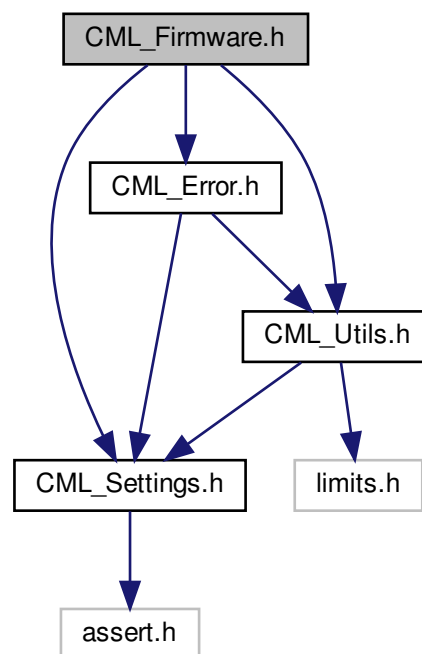 CML_Firmware.h
CML_Error.h
CML_Utils.h
CML_Settings.h
limits.h
assert.h